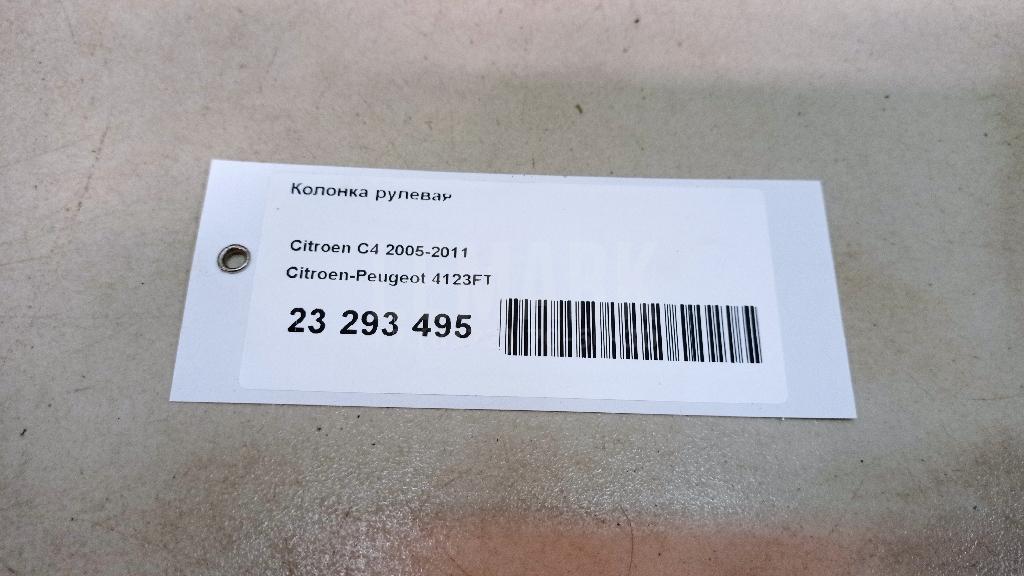 Колонка рулевая
Citroen C4 2005-2011
Citroen-Peugeot 4123FT
23 293 495